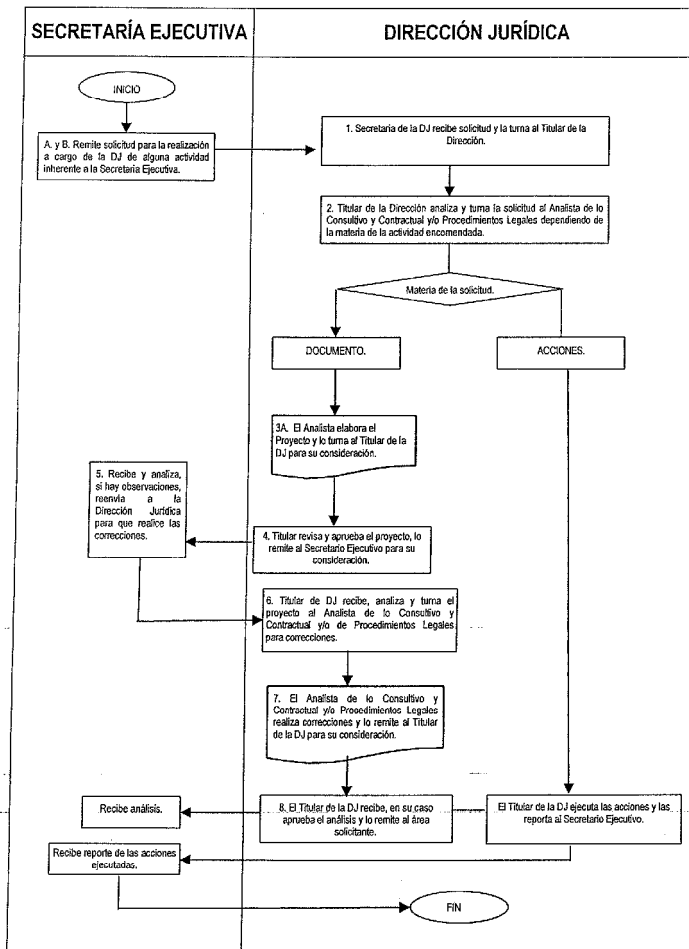 SECRETARÍA EJECUTIVA
DIRECCIÓN JURÍDICA
INICIO
A. y B. Remite solicitud para la realización
a cargo de la DJ de alguna actividad
inherente a la Secretaria Ejecutiva.
1. Secretaria de la DJ recibe solicitud y la turna al Titular de la
Dirección.
2. Titular de la Dirección analiza y turna la solicitud al Analista de lo
Consultivo y Contractual y/o Procedimientos Legales dependiendo de
la materia de la actividad encomendada.
Materia de la solicitud.
DOCUMENTO.
ACCIONES.
3A. El Analista elabora el
Proyecto y lo turna al Titular de la
DJ para su consideración.
5. Recibe y analiza,
si hay observaciones,
reenvia a la
Dirección Jurídica
para que realice las
correcciones.
4. Titular revisa y aprueba el proyecto, lo
remite al Secretario Ejecutivo para su
consideración.
6. Titular de DJ recibe, analiza y turna el
proyecto al Analista de lo Consultivo y
Contractual y/o de Procedimientos Legales
para correcciones.
7. El Analista de lo Consultivo y
Contractual y/o Procedimientos Legales
realiza correcciones y lo remite al Titular
de la DJ para su consideración.
Recibe análisis.
8. El Titular de la DJ recibe, en su caso
aprueba el análisis y lo remite al área
solicitante.
El Titular de la DJ ejecuta las acciones y las
reporta al Secretario Ejecutivo.
Recibe reporte de las acciones
ejecutadas.
FIN